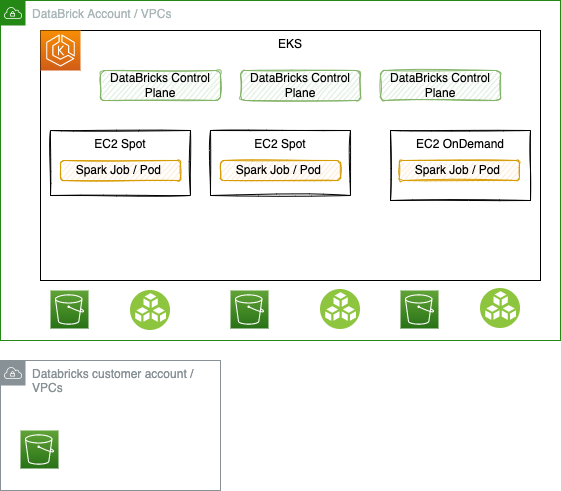 DataBrick Account / VPCs
EKS
DataBricks Control
Plane
DataBricks Control
Plane
DataBricks Control
Plane
EC2 Spot
Spark Job / Pod
EC2 Spot
Spark Job / Pod
EC2 OnDemand
Spark Job / Pod
Databricks customer account /
VPCs